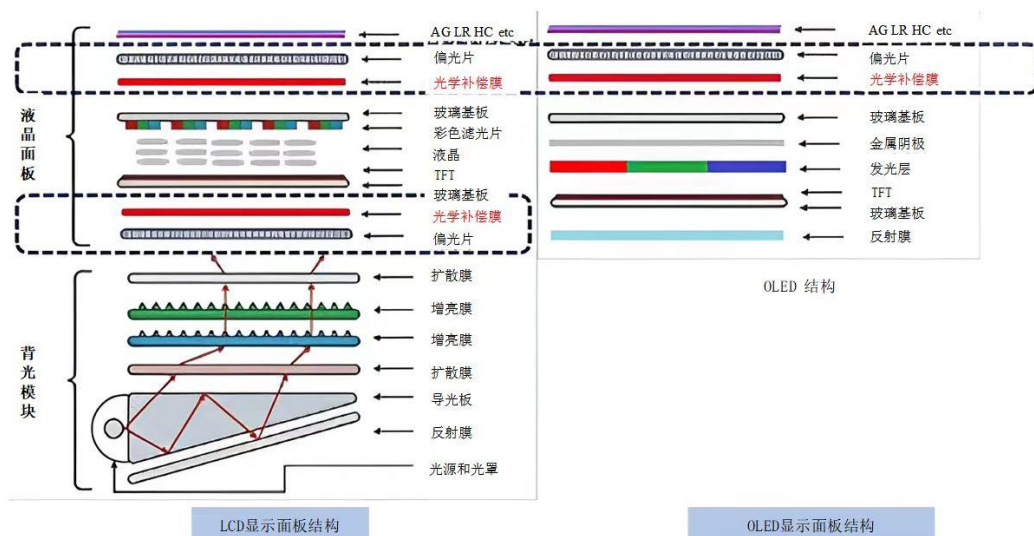 AG LR HC etc
偏光片
光学补偿膜
玻璃基板
彩色滤光片
液晶
TFT
玻璃基板
光学补偿膜
偏光片
液晶面板
扩散膜
增亮膜
增亮膜
扩散膜
导光板
反射膜
光源和光罩
背光模块
LCD显示面板结构
AG LR HC etc
偏光片
光学补偿膜
玻璃基板
金属阴极
发光层
TFT
玻璃基板
反射膜
OLED 结构
OLED显示面板结构